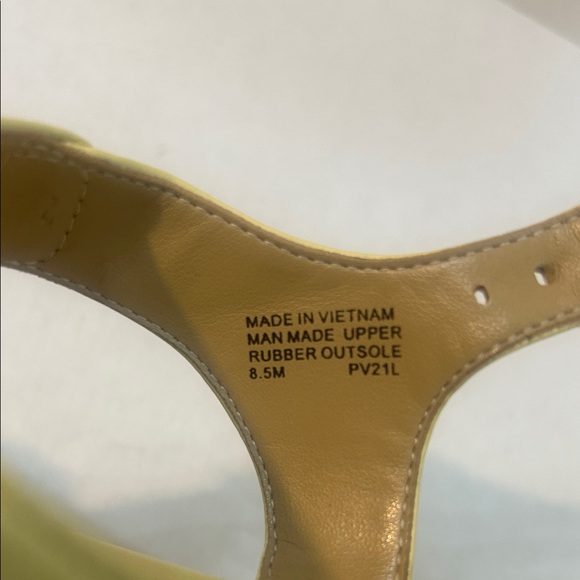 MADE IN VIETNAM
MAN MADE UPPER
RUBBER OUTSOLE
8.5M PV21L